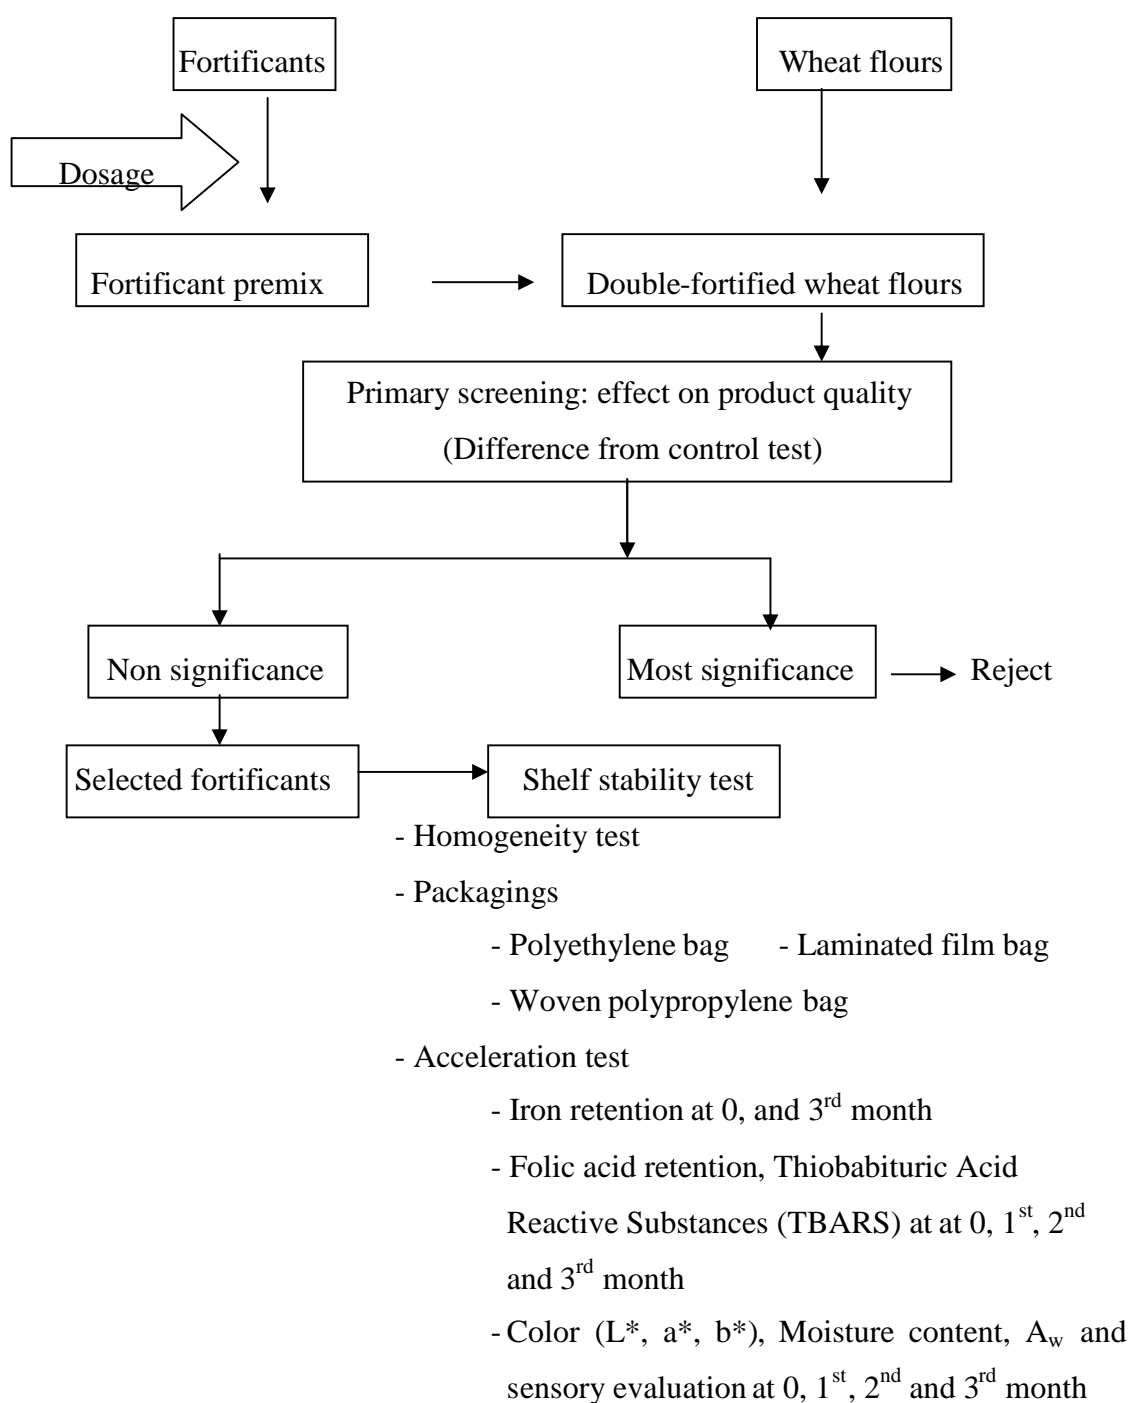 Fortificants
Wheat flours
Dosage
Fortificant premix
Double-fortified wheat flours
Primary screening: effect on product quality
(Difference from control test)
Non significance
Most significance
Reject
Selected fortificants
Shelf stability test
- Homogeneity test
- Packagings
- Polyethylene bag - Laminated film bag
- Woven polypropylene bag
- Acceleration test
- Iron retention at 0, and 3rd month
- Folic acid retention, Thiobabituric Acid
Reactive Substances (TBARS) at at 0, 1st, 2nd
and 3rd month
- Color (L*, a*, b*), Moisture content, Aw and
sensory evaluation at 0, 1st, 2nd and 3rd month